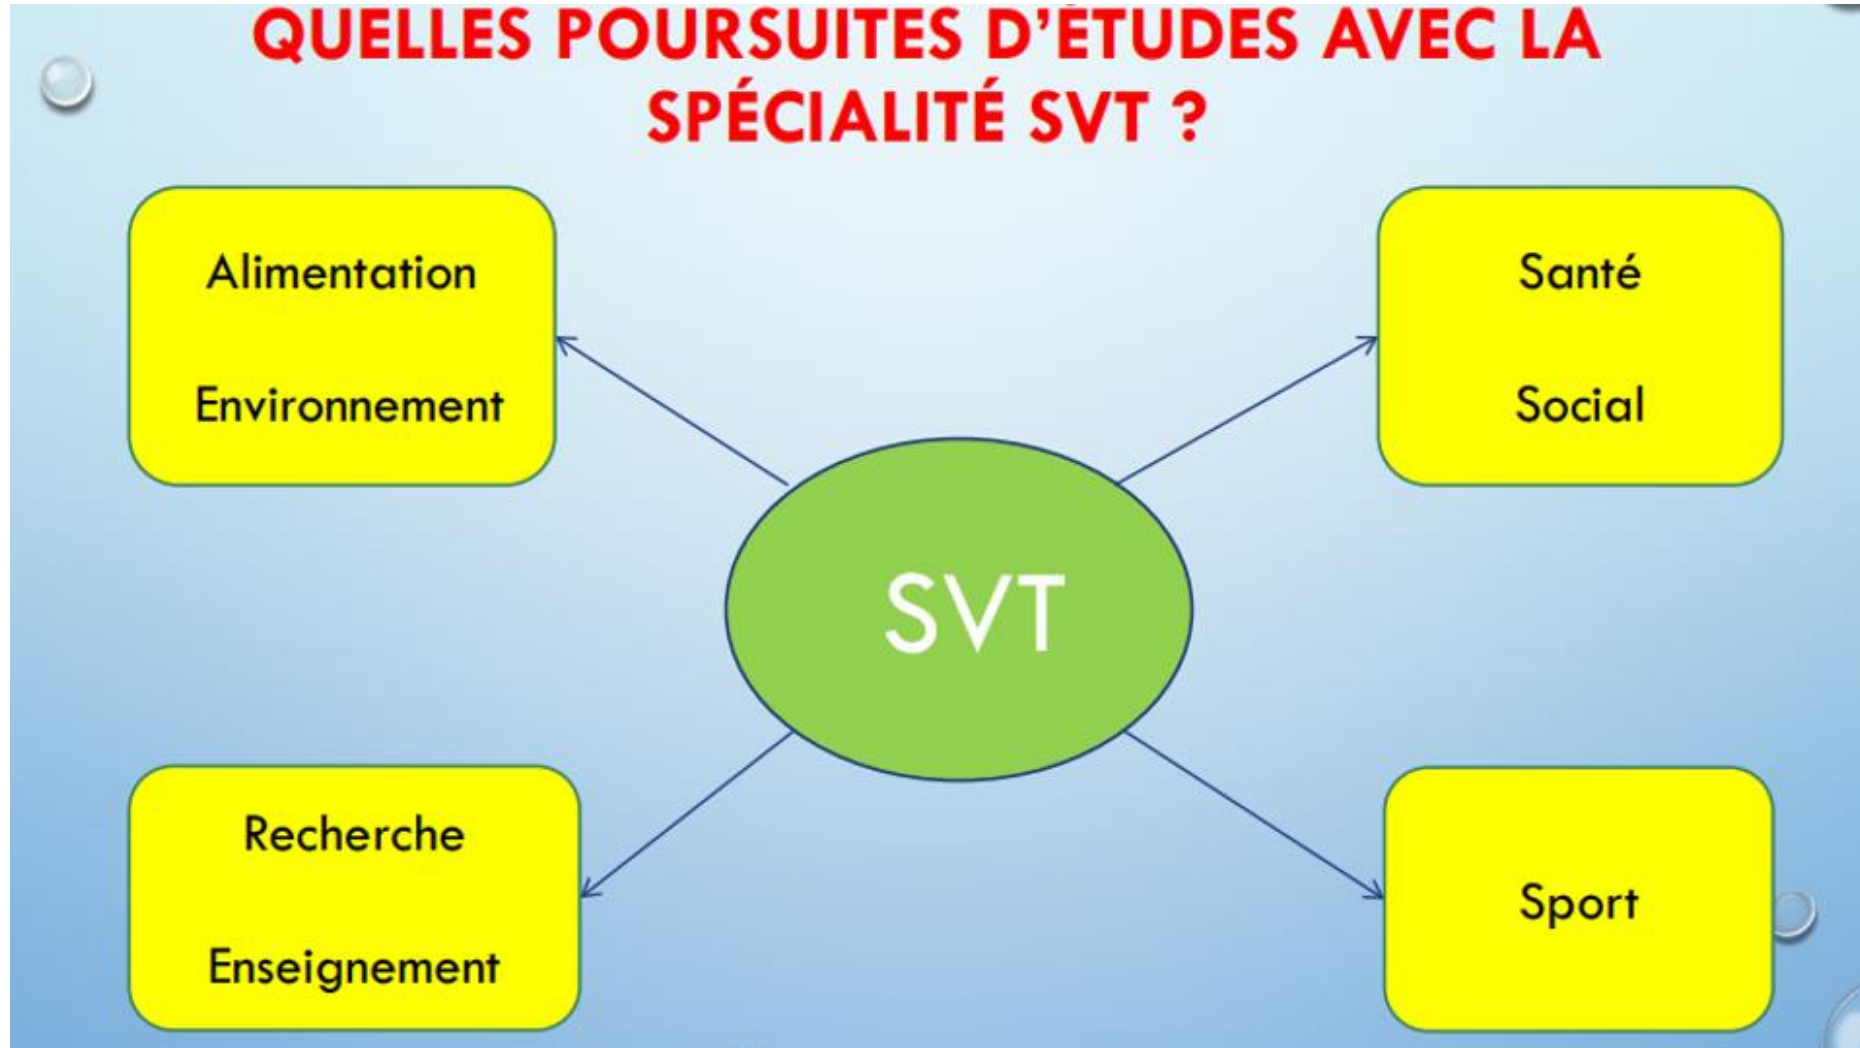 QUELLES POURSUITES D'ÉTUDES AVEC LA
SPÉCIALITÉ SVT ?
Alimentation
Environnement
Santé
Social
SVT
Recherche
Enseignement
Sport